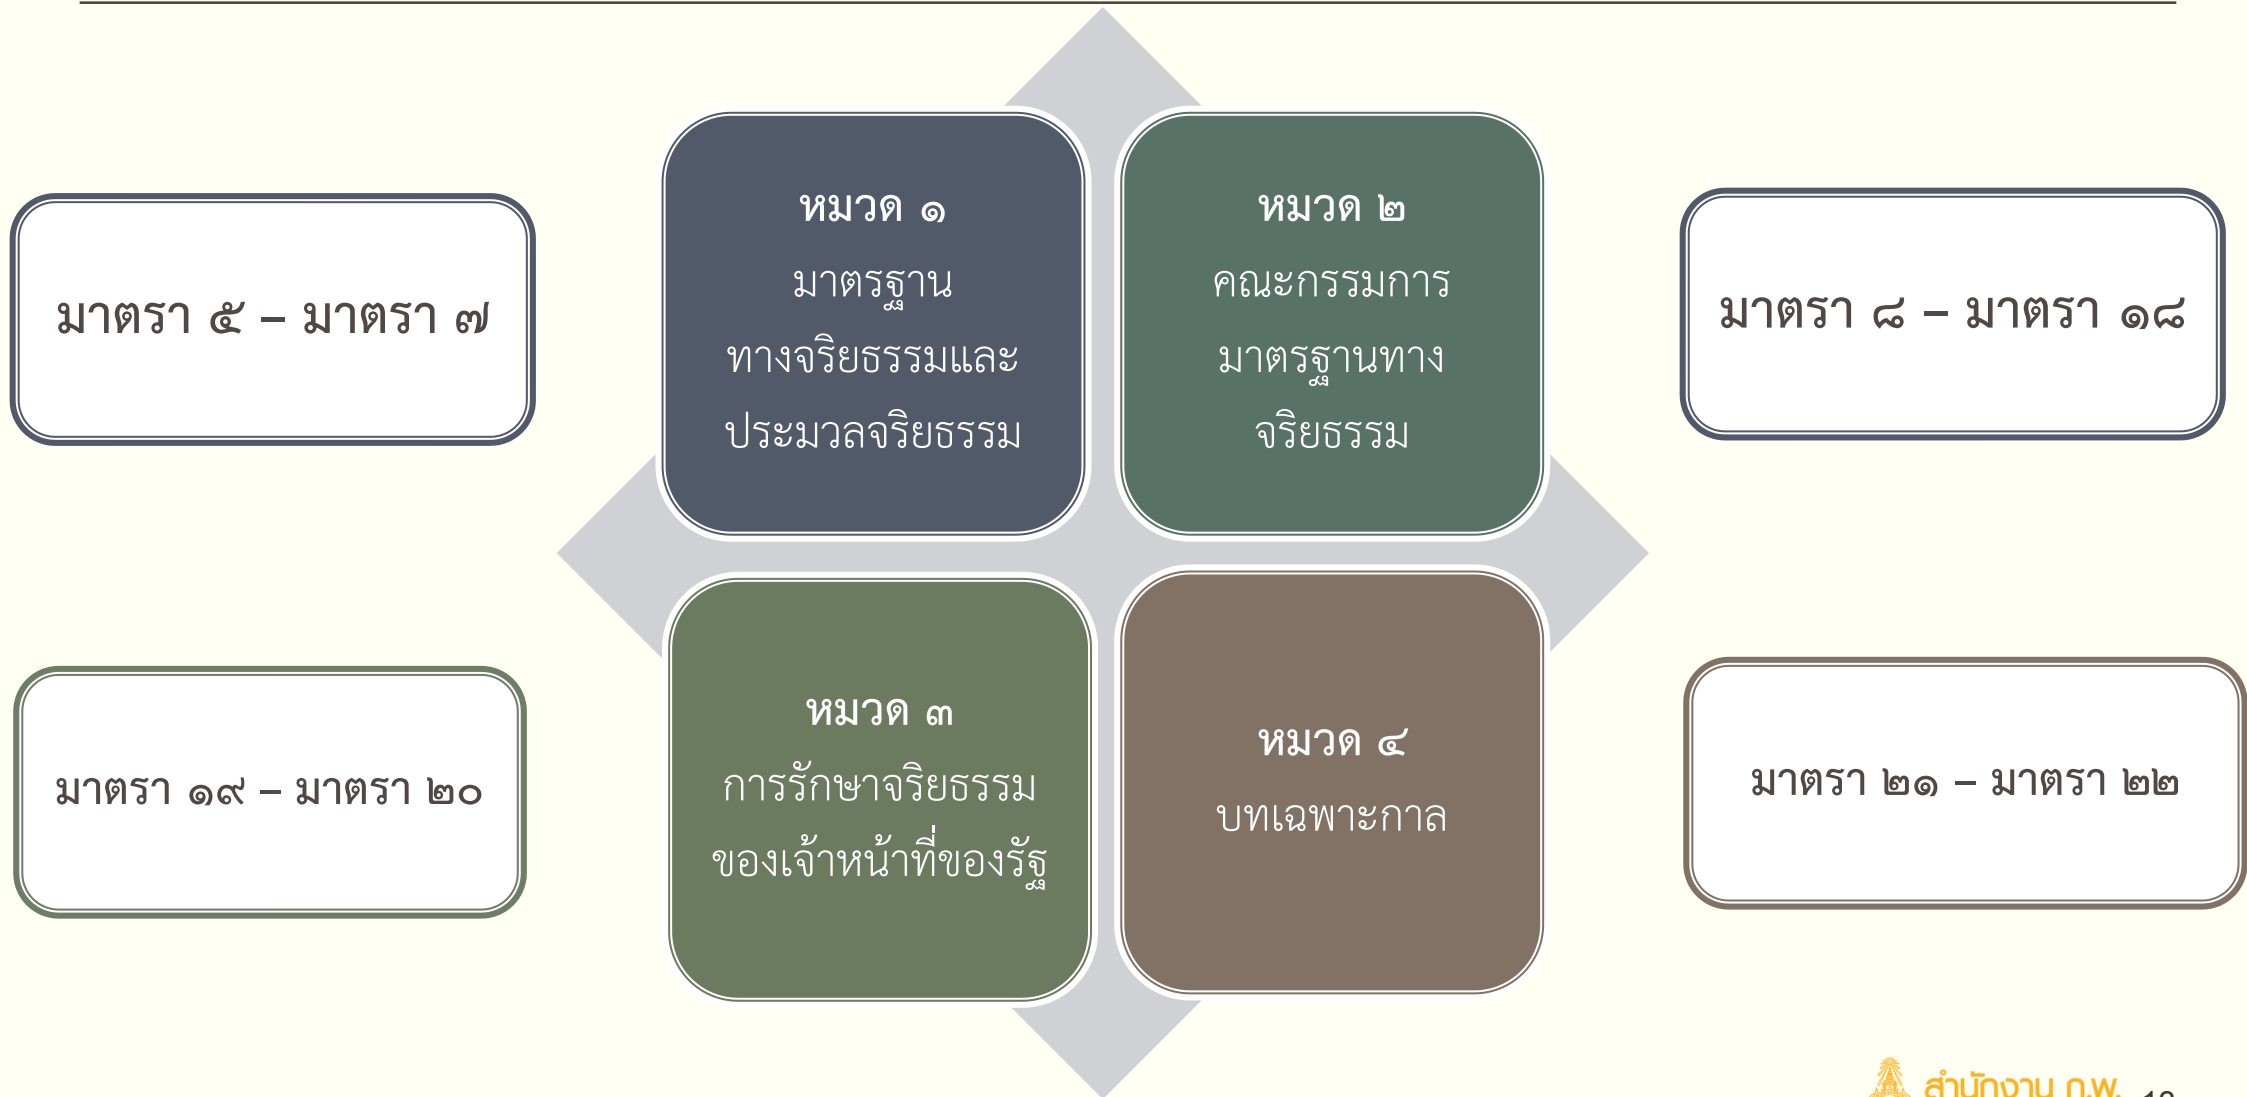 มาตรา ๕ – มาตรา ๗
หมวด ๑
มาตรฐาน
ทางจริยธรรมและ
ประมวลจริยธรรม
หมวด ๒
คณะกรรมการ
มาตรฐานทาง
จริยธรรม
มาตรา ๘ – มาตรา ๑๘
มาตรา ๑๙ – มาตรา ๒๐
หมวด ๓
การรักษาจริยธรรม
ของเจ้าหน้าที่ของรัฐ
หมวด ๔
บทเฉพาะกาล
มาตรา ๒๑ – มาตรา ๒๒
สำนักงาน ก.พ.